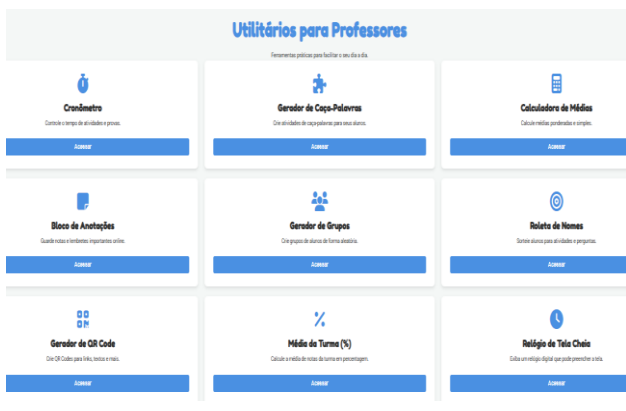 Utilitários para Professores
Ferramentas práticas para facilitar o seu dia a dia.
Cronômetro
Controle o tempo de atividades e provas.
Acessar
Gerador de Caça-Palavras
Crie atividades de caça-palavras para seus alunos.
Acessar
Calculadora de Médias
Calcule médias ponderadas e simples.
Acessar
Bloco de Anotações
Guarde notas e lembretes importantes online.
Acessar
Gerador de Grupos
Crie grupos de alunos de forma aleatória.
Acessar
Roleta de Nomes
Sorteie alunos para atividades e perguntas.
Acessar
Gerador de QR Code
Crie QR Codes para links, textos e mais.
Acessar
Média da Turma (%)
Calcule a média de notas da turma em porcentagem.
Acessar
Relógio de Tela Cheia
Exiba um relógio digital que pode preencher a tela.
Acessar